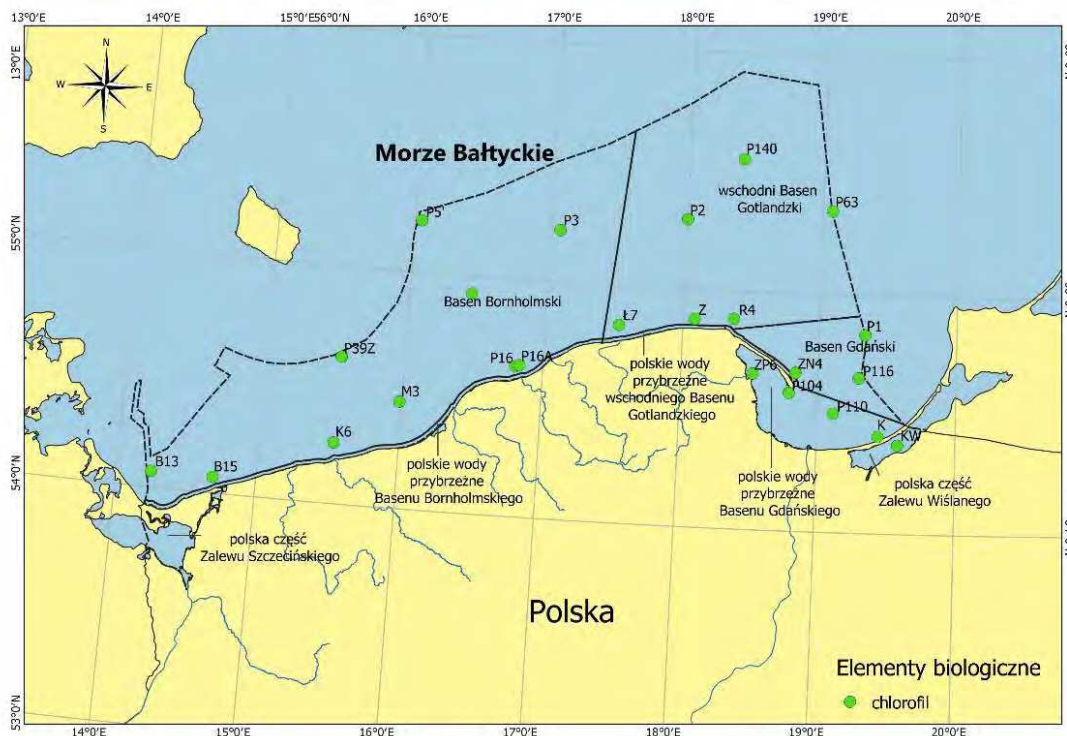 13°0'E
14°0'E
15°0'
15°56°0'N
16°0'E
17°0'E
18°0'E
19°0'E
20°0'E
13°0'E
N
W
E
S
Morze Bałtyckie
P140
wschodni Basen
Gotlandzki
P5
P3
P2
P63
55°0'N
Basen Bornholmski
Ł7
Z
R4
P1
Basen Gdański
P39Z
P16
P16A
ZP6
ZN4
P116
P104
P110
M3
K6
K
KW
polskie wody
przybrzeżne
wschodniego Basenu
Gotlandzkiego
54°0'N
B13
B15
polskie wody
przybrzeżne
Basenu Bornholmskiego
polskie wody
przybrzeżne
Basenu Gdańskiego
polska część
Zalewu Wiślanego
polska część
Zalewu Szczecińskiego
Polska
Elementy biologiczne
chlorofil
53°0'N
14°0'E
15°0'E
16°0'E
17°0'E
18°0'E
19°0'E
20°0'E